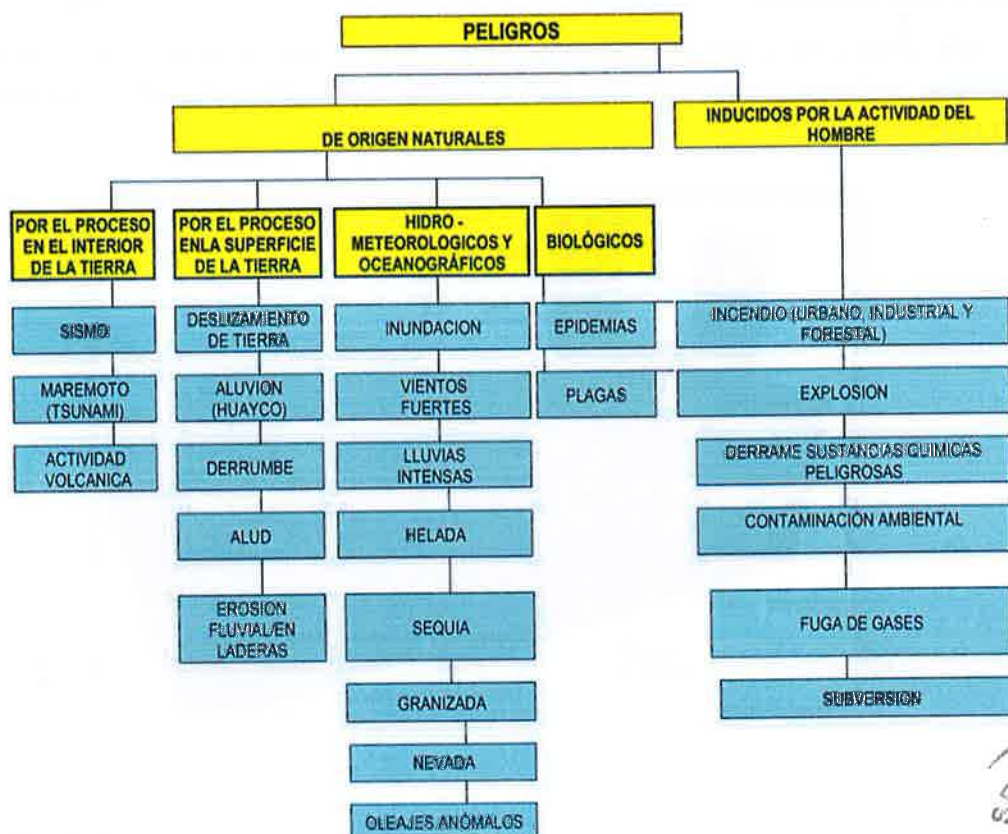 PELIGROS
DE ORIGEN NATURALES
INDUCIDOS POR LA ACTIVIDAD DEL
HOMBRE
POR EL PROCESO
EN EL INTERIOR
DE LA TIERRA
POR EL PROCESO
ENLA SUPERFICIE
DE LA TIERRA
HIDRO -
METEOROLOGICOS Y
OCEANOGRÁFICOS
BIOLÓGICOS
SISMO
MAREMOTO
(TSUNAMI)
ACTIVIDAD
VOLCANICA
DESLIZAMIENTO
DE TIERRA
ALUVION
(HUAYCO)
DERRUMBE
ALUD
EROSION
FLUVIAL/EN
LADERAS
INUNDACION
VIENTOS
FUERTES
LLUVIAS
INTENSAS
HELADA
SEQUIA
GRANIZADA
NEVADA
OLEAJES ANÓMALOS
EPIDEMIAS
PLAGAS
INCENDIO (URBANO, INDUSTRIAL Y
FORESTAL)
EXPLOSION
DERRAME SUSTANCIAS QUIMICAS
PELIGROSAS
CONTAMINACIÓN AMBIENTAL
FUGA DE GASES
SUBVERSION